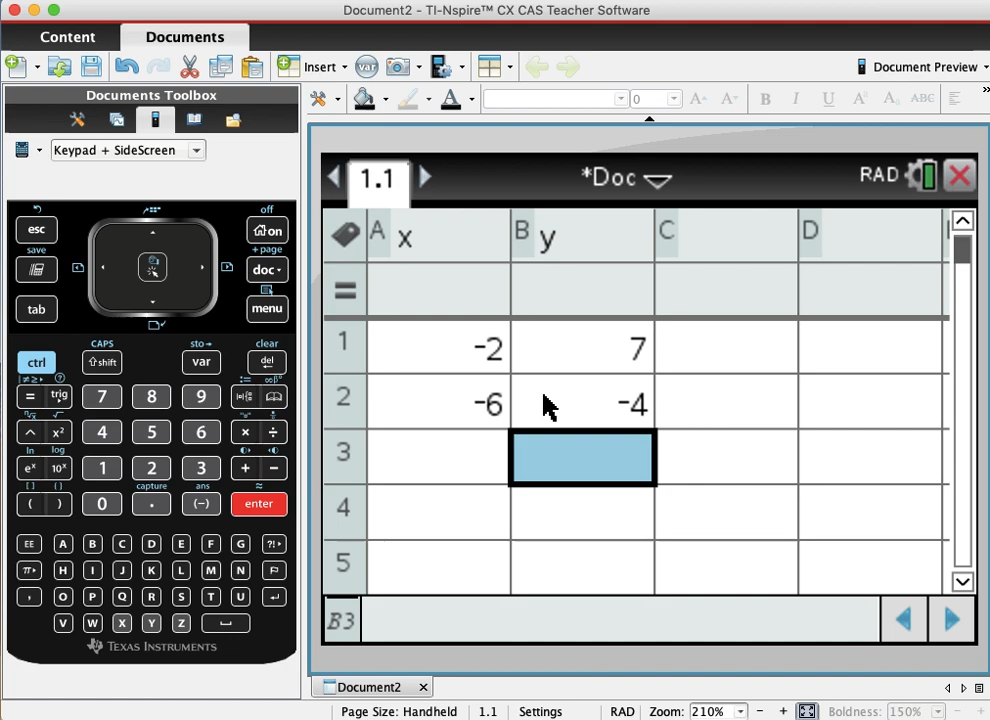 Document2 - TI-Nspire™ CX CAS Teacher Software
Content
Documents
Insert
var
Document Preview
Documents Toolbox
0
A
A
B
I
U
A
A
ABC
Keypad + SideScreen
off
esc
on
save
+ page
doc
tab
menu
CAPS
sto→
clear
ctrl
⇧shift
var
del
= trig 7 8 9
^ x² 4 5 6 × ÷
ln log
eˣ 10ˣ 1 2 3 + −
[ ] { } capture ans ≈
( ) 0 . (−) enter
EE A B C D E F G ?!▸
π▸ H I J K L M N
, O P Q R S T U
V W X Y Z
TEXAS INSTRUMENTS
1.1
*Doc
RAD
A x B y C D
=
1 -2 7
2 -6 -4
3
4
5
B3
Document2
Page Size: Handheld 1.1 Settings RAD Zoom: 210% − + Boldness: 150% − +